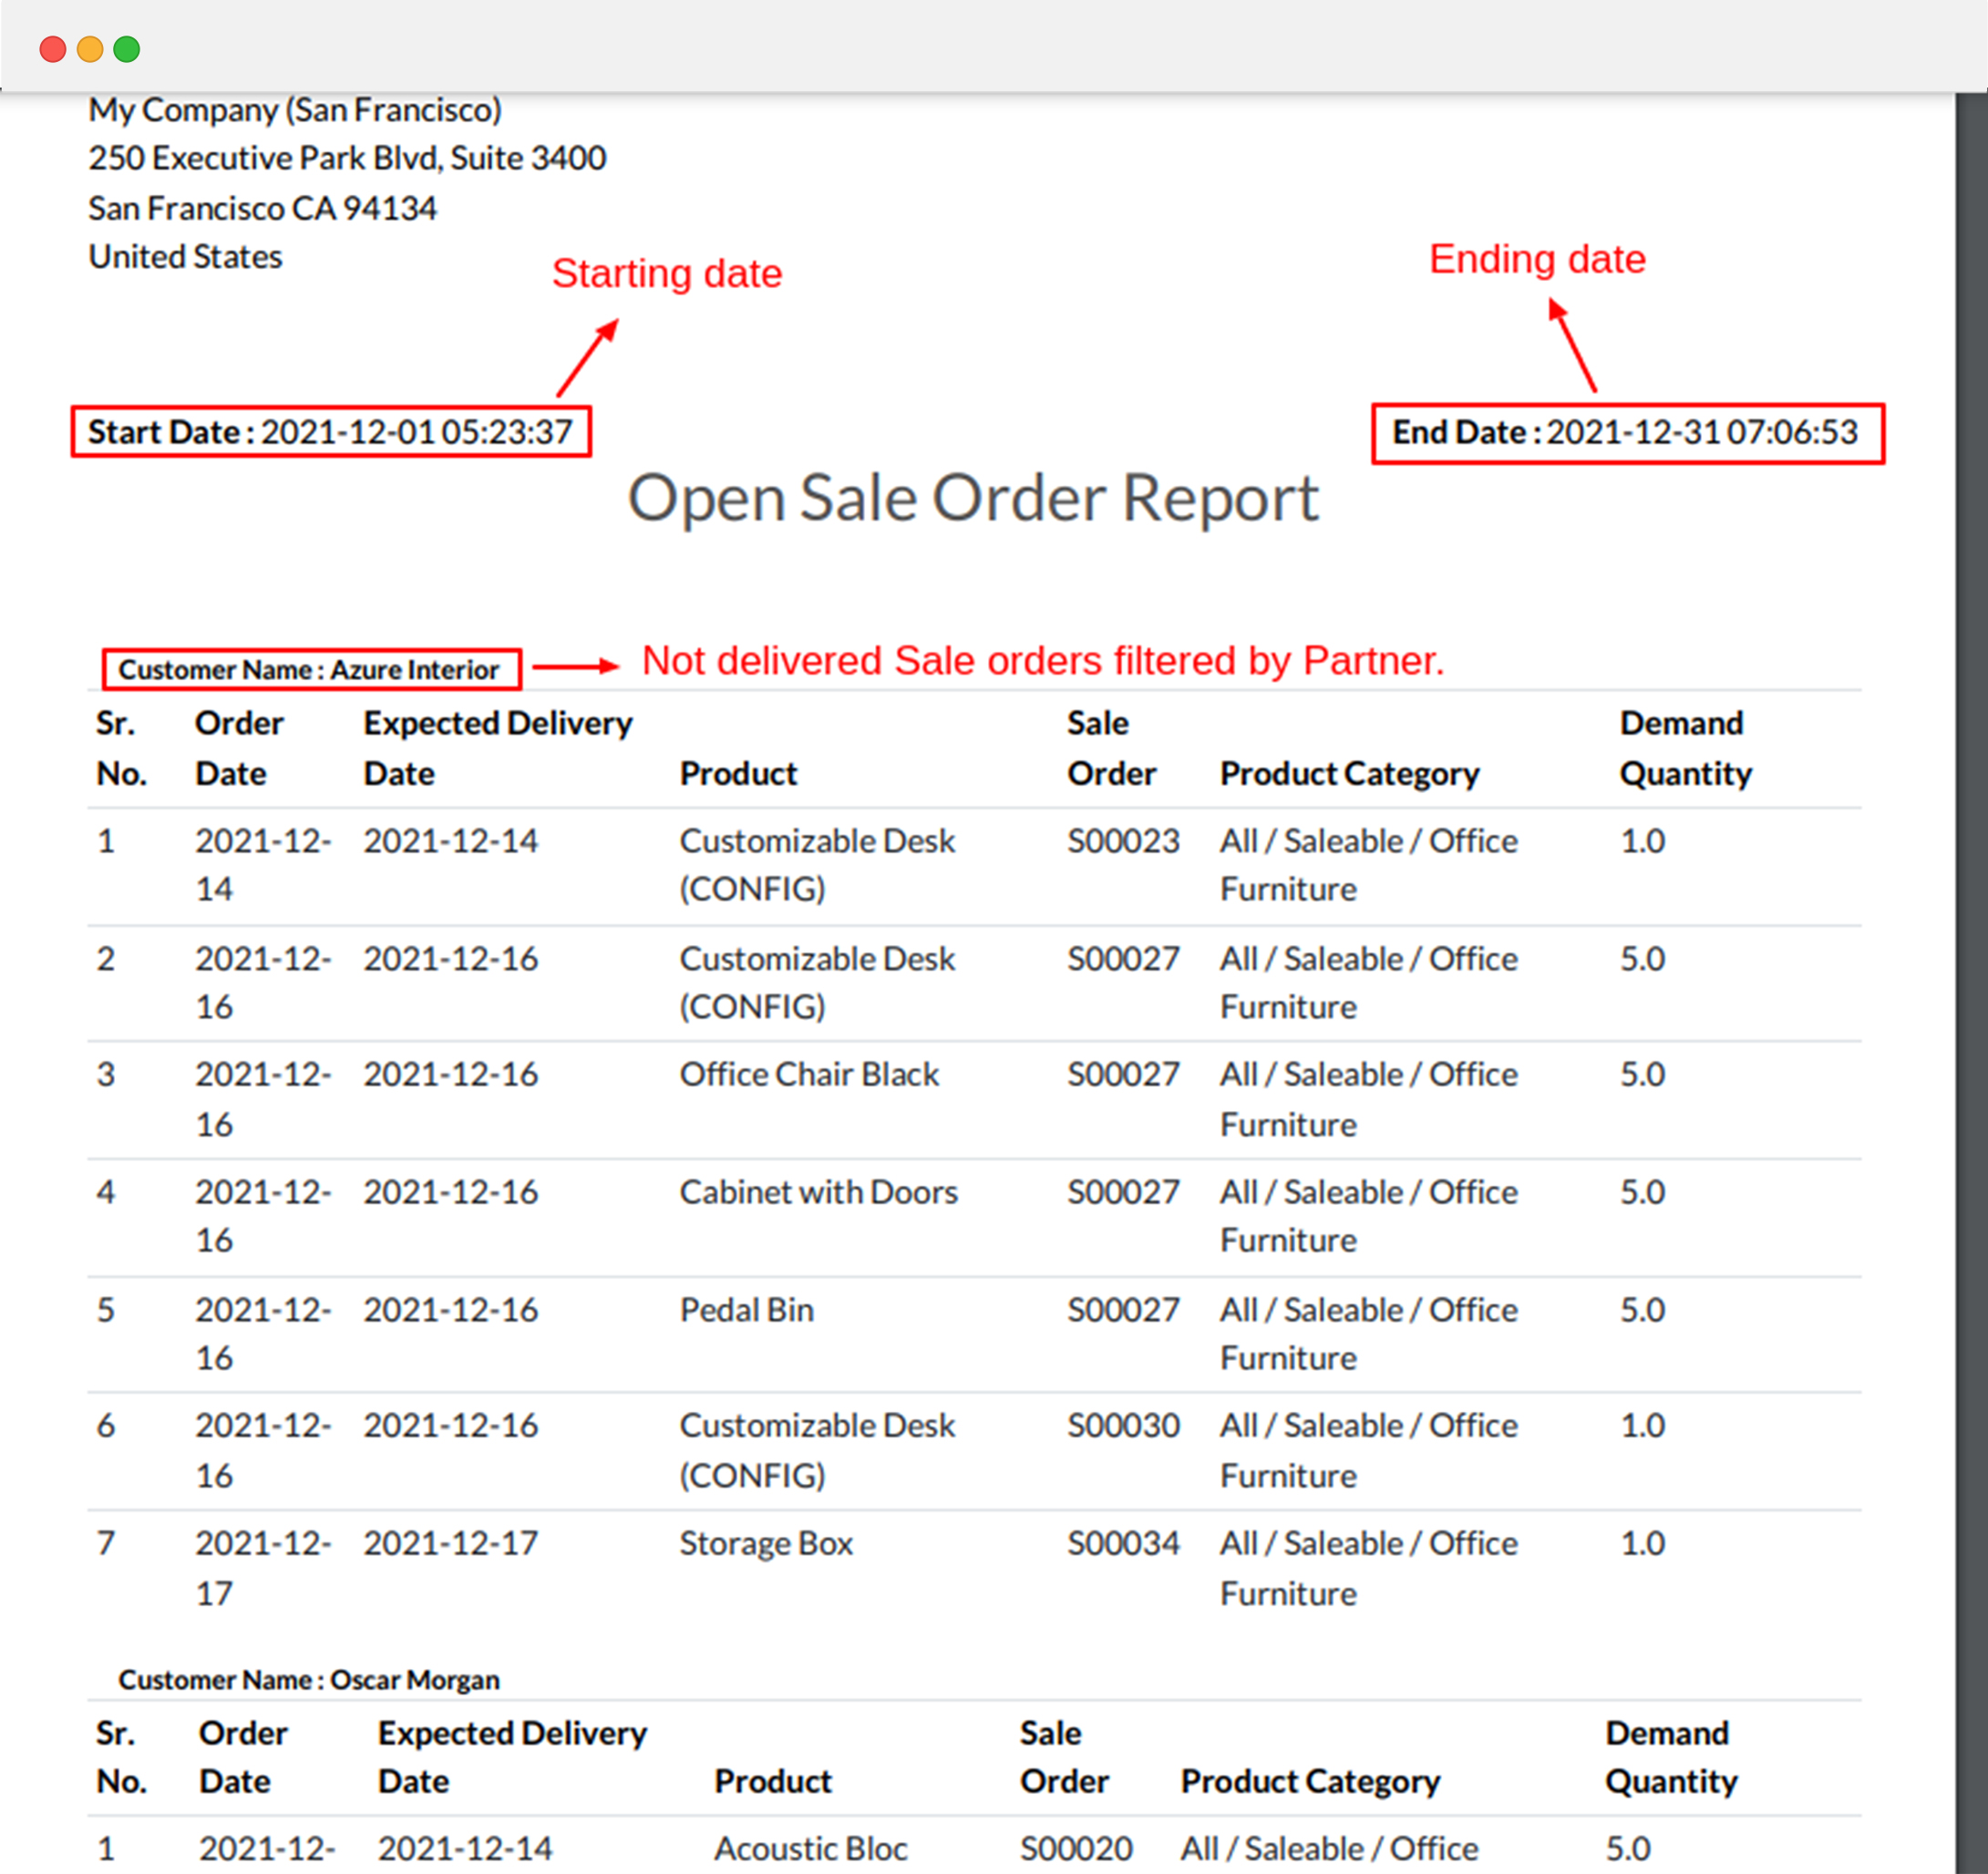 My Company (San Francisco)
250 Executive Park Blvd, Suite 3400
San Francisco CA 94134
United States
Starting date
Ending date
Start Date : 2021-12-01 05:23:37
End Date : 2021-12-31 07:06:53
Open Sale Order Report
Customer Name : Azure Interior
Not delivered Sale orders filtered by Partner.
Sr. Order Expected Delivery Sale Demand
No. Date Date Product Order Product Category Quantity
1 2021-12- 2021-12-14 Customizable Desk S00023 All / Saleable / Office 1.0
14 (CONFIG) Furniture
2 2021-12- 2021-12-16 Customizable Desk S00027 All / Saleable / Office 5.0
16 (CONFIG) Furniture
3 2021-12- 2021-12-16 Office Chair Black S00027 All / Saleable / Office 5.0
16 Furniture
4 2021-12- 2021-12-16 Cabinet with Doors S00027 All / Saleable / Office 5.0
16 Furniture
5 2021-12- 2021-12-16 Pedal Bin S00027 All / Saleable / Office 5.0
16 Furniture
6 2021-12- 2021-12-16 Customizable Desk S00030 All / Saleable / Office 1.0
16 (CONFIG) Furniture
7 2021-12- 2021-12-17 Storage Box S00034 All / Saleable / Office 1.0
17 Furniture
Customer Name : Oscar Morgan
Sr. Order Expected Delivery Sale Demand
No. Date Date Product Order Product Category Quantity
1 2021-12- 2021-12-14 Acoustic Bloc S00020 All / Saleable / Office 5.0